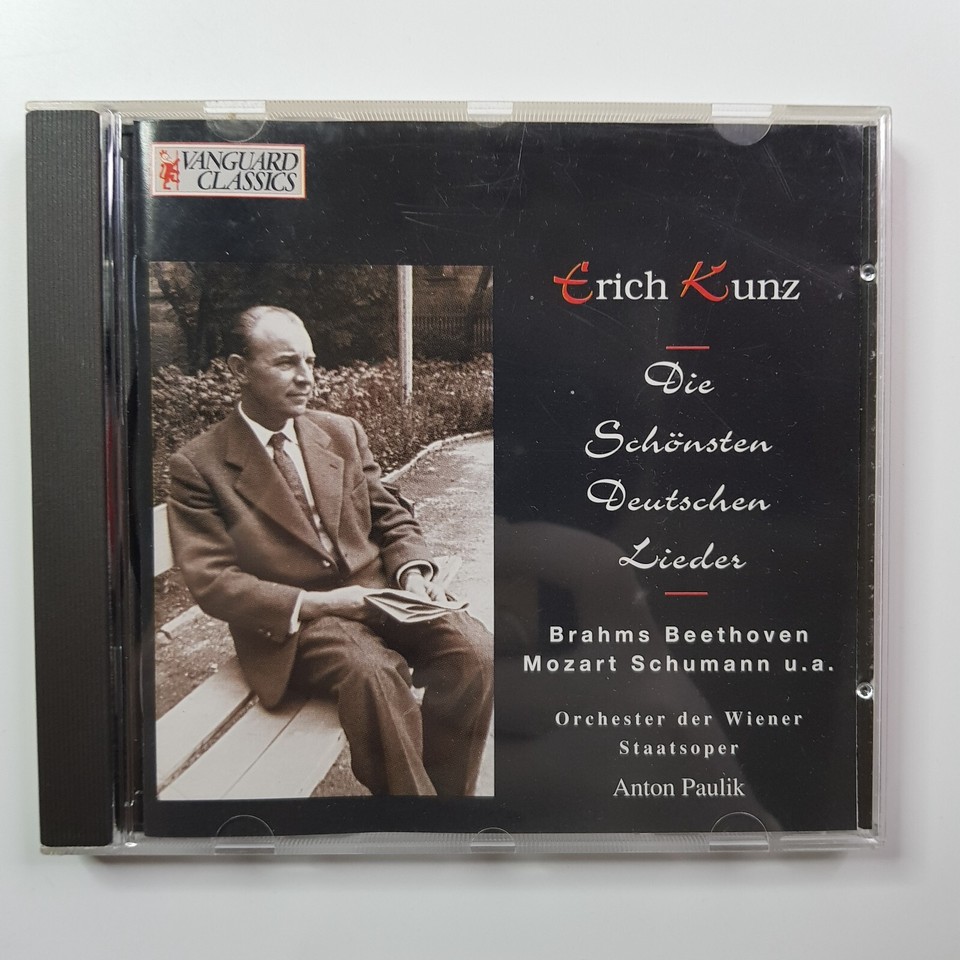 VANGUARD
CLASSICS
Erich Kunz
Die
Schönsten
Deutschen
Lieder
Brahms Beethoven
Mozart Schumann u.a.
Orchester der Wiener
Staatsoper
Anton Paulik